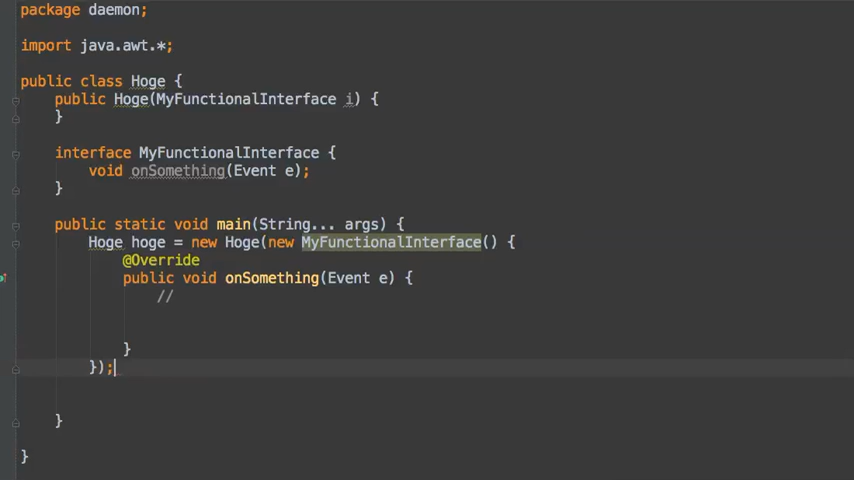 package daemon;
import java.awt.*;
public class Hoge {
public Hoge(MyFunctionalInterface i) {
}
interface MyFunctionalInterface {
void onSomething(Event e);
}
public static void main(String... args) {
Hoge hoge = new Hoge(new MyFunctionalInterface() {
@Override
public void onSomething(Event e) {
//
}
});
}
}